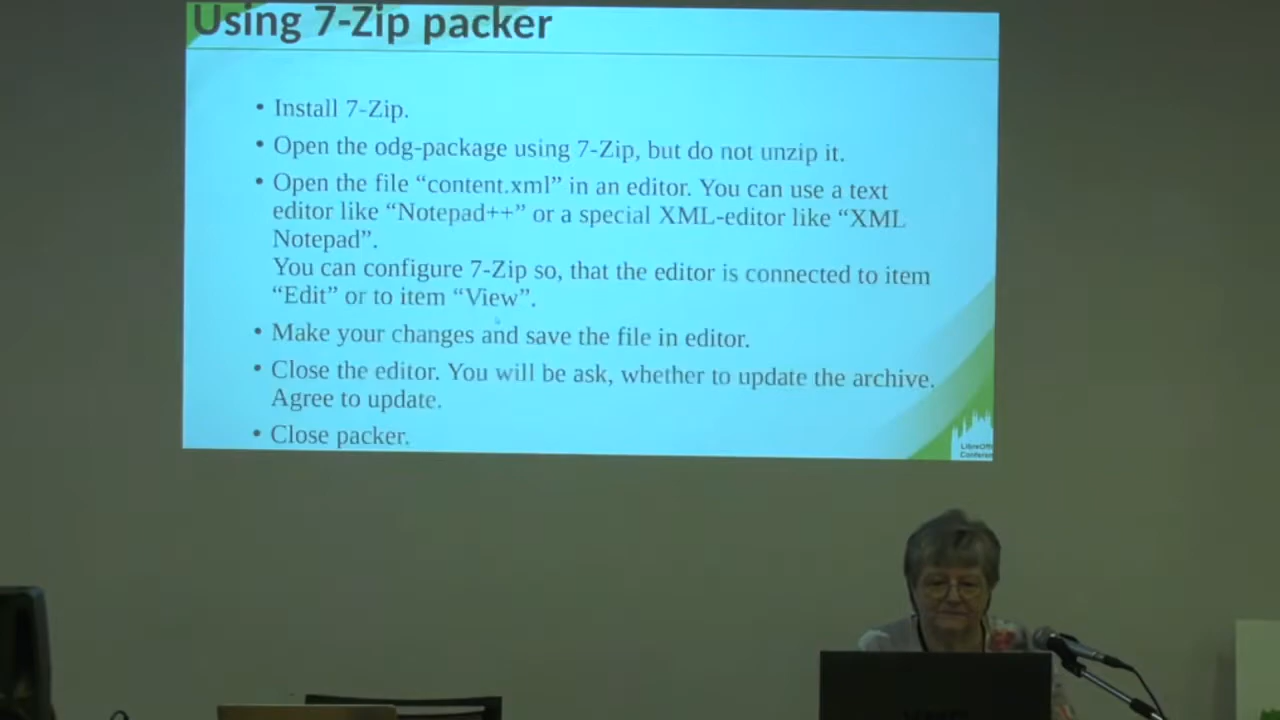 Using 7-Zip packer
• Install 7-Zip.
• Open the odg-package using 7-Zip, but do not unzip it.
• Open the file “content.xml” in an editor. You can use a text
editor like “Notepad++” or a special XML-editor like “XML
Notepad”.
You can configure 7-Zip so, that the editor is connected to item
“Edit” or to item “View”.
• Make your changes and save the file in editor.
• Close the editor. You will be ask, whether to update the archive.
Agree to update.
• Close packer.